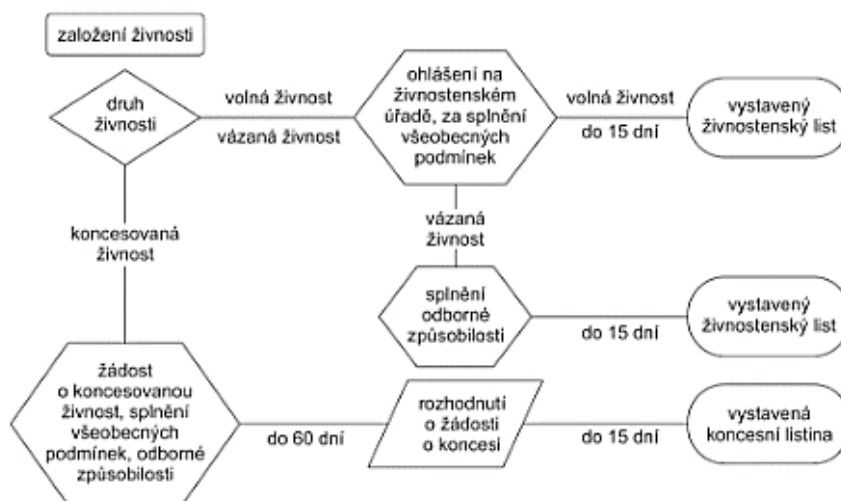 založení živnosti
druh
živnosti
volná živnost
vázaná živnost
ohlášení na
živnostenském
úřadě, za splnění
všeobecných
podmínek
volná živnost
do 15 dní
vystavený
živnostenský list
koncesovaná
živnost
vázaná
živnost
splnění
odborné
způsobilosti
do 15 dní
vystavený
živnostenský list
žádost
o koncesovanou
živnost, splnění
všeobecných
podmínek, odborné
způsobilosti
do 60 dní
rozhodnutí
o žádosti
o koncesi
do 15 dní
vystavená
koncesní listina